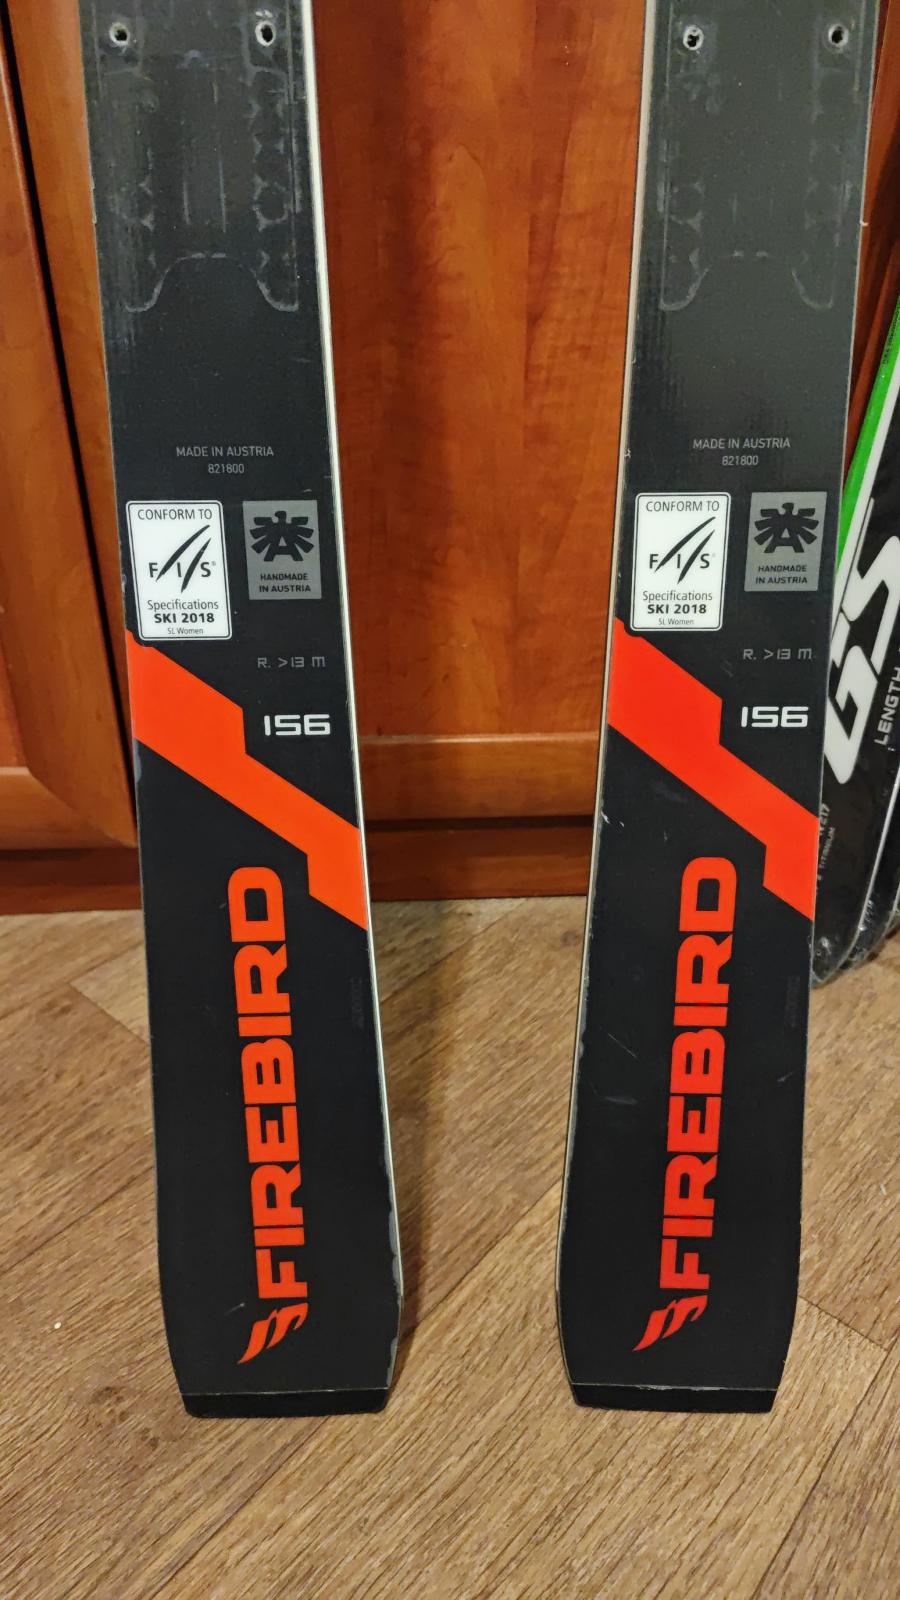 MADE IN AUSTRIA
821800
CONFORM TO
FIS®
Specifications
SKI 2018
SL Women
HANDMADE
IN AUSTRIA
R. >13 m
156
FIREBIRD
MADE IN AUSTRIA
821800
CONFORM TO
FIS®
Specifications
SKI 2018
SL Women
HANDMADE
IN AUSTRIA
R. >13 m
156
FIREBIRD
GS
LENGTH
TITANIUM